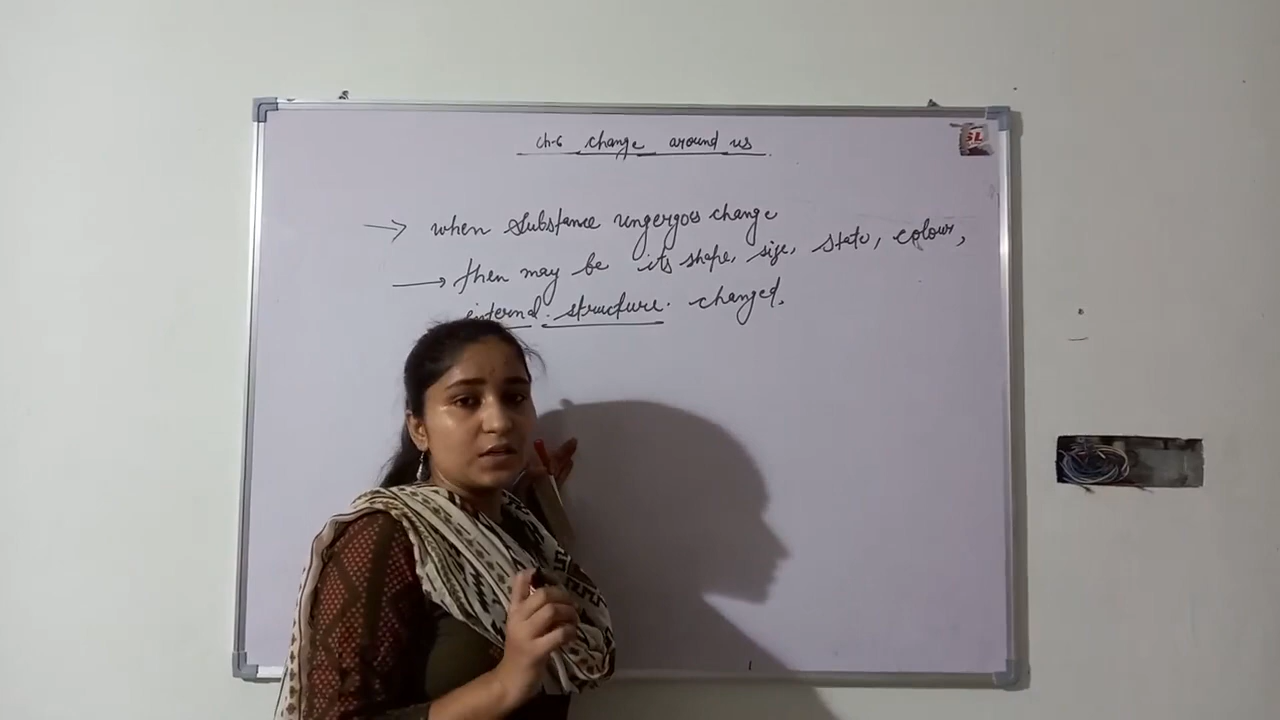 ch-6 change around us
→ when substance ungergoes change
→ then may be its shape, size, state, colour,
internal structure. changed.
SL